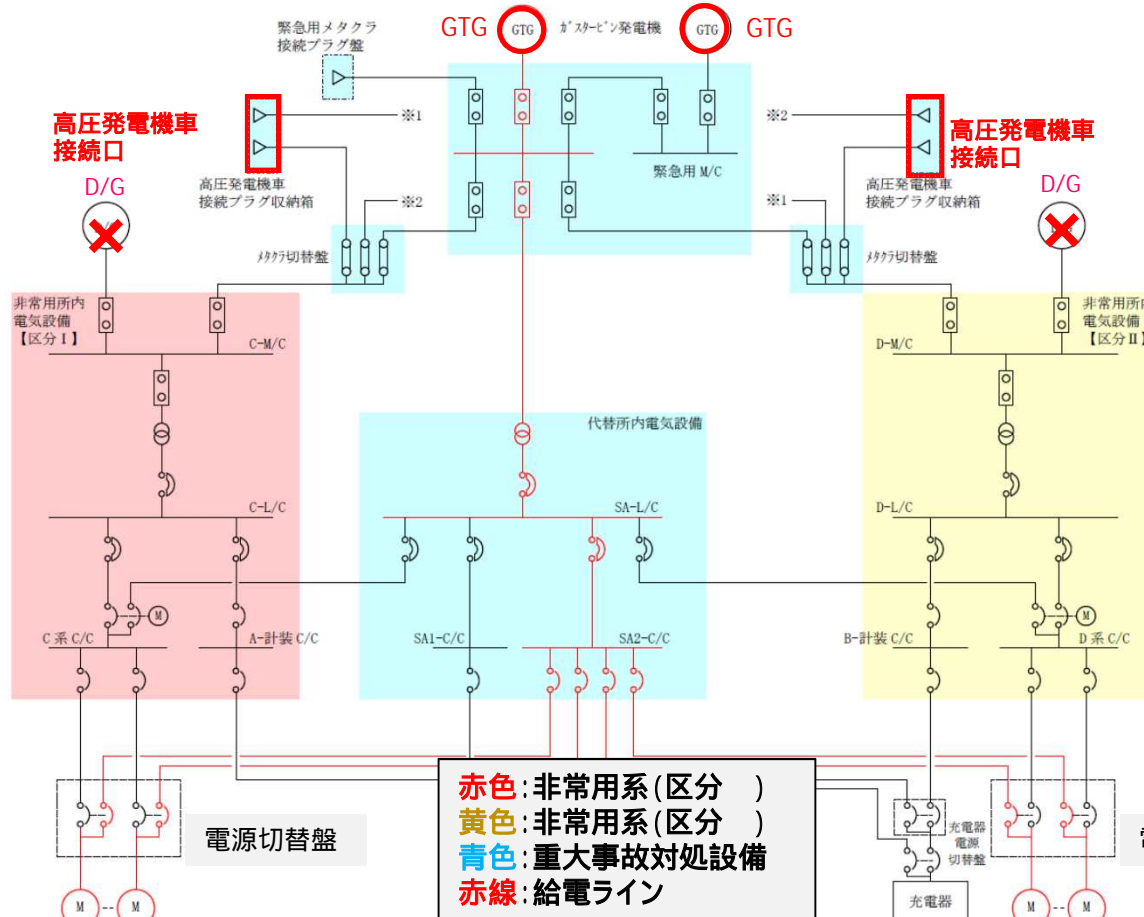 緊急用メタクラ
接続プラグ盤
GTG
GTG
ｶﾞｽﾀｰﾋﾞﾝ発電機
GTG
GTG
高圧発電機車
接続口
※1
※2
高圧発電機車
接続口
緊急用 M/C
D/G
高圧発電機車
接続プラグ収納箱
※2
※1
高圧発電機車
接続プラグ収納箱
D/G
ﾒﾀｸﾗ切替盤
ﾒﾀｸﾗ切替盤
非常用所内
電気設備
【区分Ⅰ】
C-M/C
D-M/C
非常用所内
電気設備
【区分Ⅱ】
代替所内電気設備
C-L/C
SA-L/C
D-L/C
M
M
C系 C/C
A-計装 C/C
SA1-C/C
SA2-C/C
B-計装 C/C
D系 C/C
電源切替盤
赤色：非常用系(区分　)
黄色：非常用系(区分　)
青色：重大事故対処設備
赤線：給電ライン
充電器
電源
切替盤
充電器
M
M
M
M